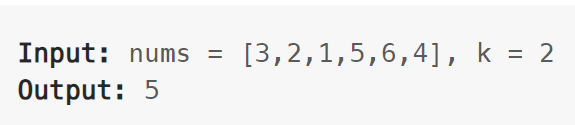 Input: nums = [3,2,1,5,6,4], k = 2
Output: 5